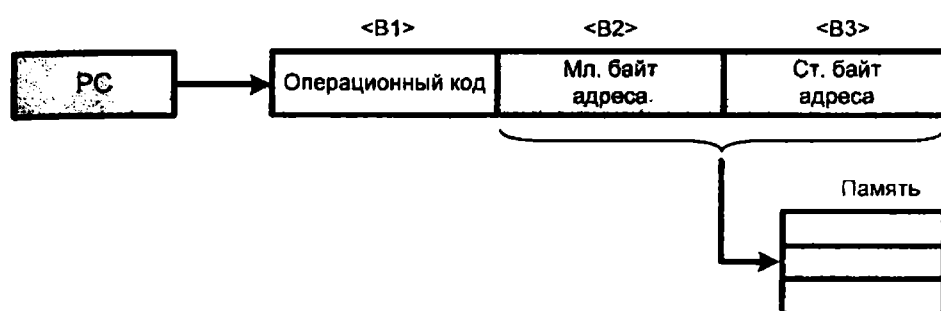 <B1> <B2> <B3>
PC Операционный код Мл. байт адреса. Ст. байт адреса
Память